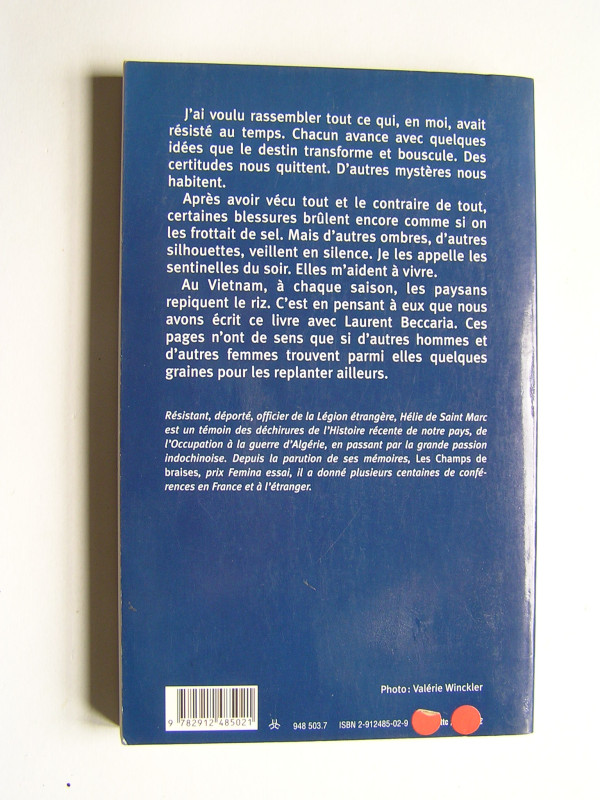 J'ai voulu rassembler tout ce qui, en moi, avait
résisté au temps. Chacun avance avec quelques
idées que le destin transforme et bouscule. Des
certitudes nous quittent. D'autres mystères nous
habitent.
Après avoir vécu tout et le contraire de tout,
certaines blessures brûlent encore comme si on
les frottait de sel. Mais d'autres ombres, d'autres
silhouettes, veillent en silence. Je les appelle les
sentinelles du soir. Elles m'aident à vivre.
Au Vietnam, à chaque saison, les paysans
repiquent le riz. C'est en pensant à eux que nous
avons écrit ce livre avec Laurent Beccaria. Ces
pages n'ont de sens que si d'autres hommes et
d'autres femmes trouvent parmi elles quelques
graines pour les replanter ailleurs.
Résistant, déporté, officier de la Légion étrangère, Hélie de Saint Marc
est un témoin des déchirures de l'Histoire récente de notre pays, de
l'Occupation à la guerre d'Algérie, en passant par la grande passion
indochinoise. Depuis la parution de ses mémoires, Les Champs de
braises, prix Femina essai, il a donné plusieurs centaines de confé-
rences en France et à l'étranger.
Photo : Valérie Winckler
9 782912 485021
948 503.7 ISBN 2-912485-02-9